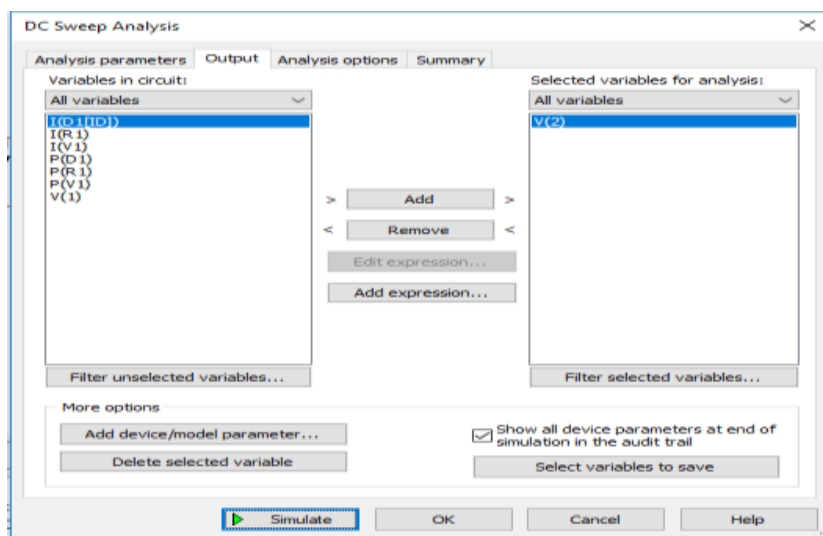 DC Sweep Analysis
Analysis parameters Output Analysis options Summary
Variables in circuit:
All variables
I(D1[ID])
I(R1)
I(V1)
P(D1)
P(R1)
P(V1)
V(1)
Filter unselected variables...
> Add >
< Remove <
Edit expression...
Add expression...
Selected variables for analysis:
All variables
V(2)
Filter selected variables...
More options
Add device/model parameter...
Delete selected variable
Show all device parameters at end of
simulation in the audit trail
Select variables to save
Simulate OK Cancel Help